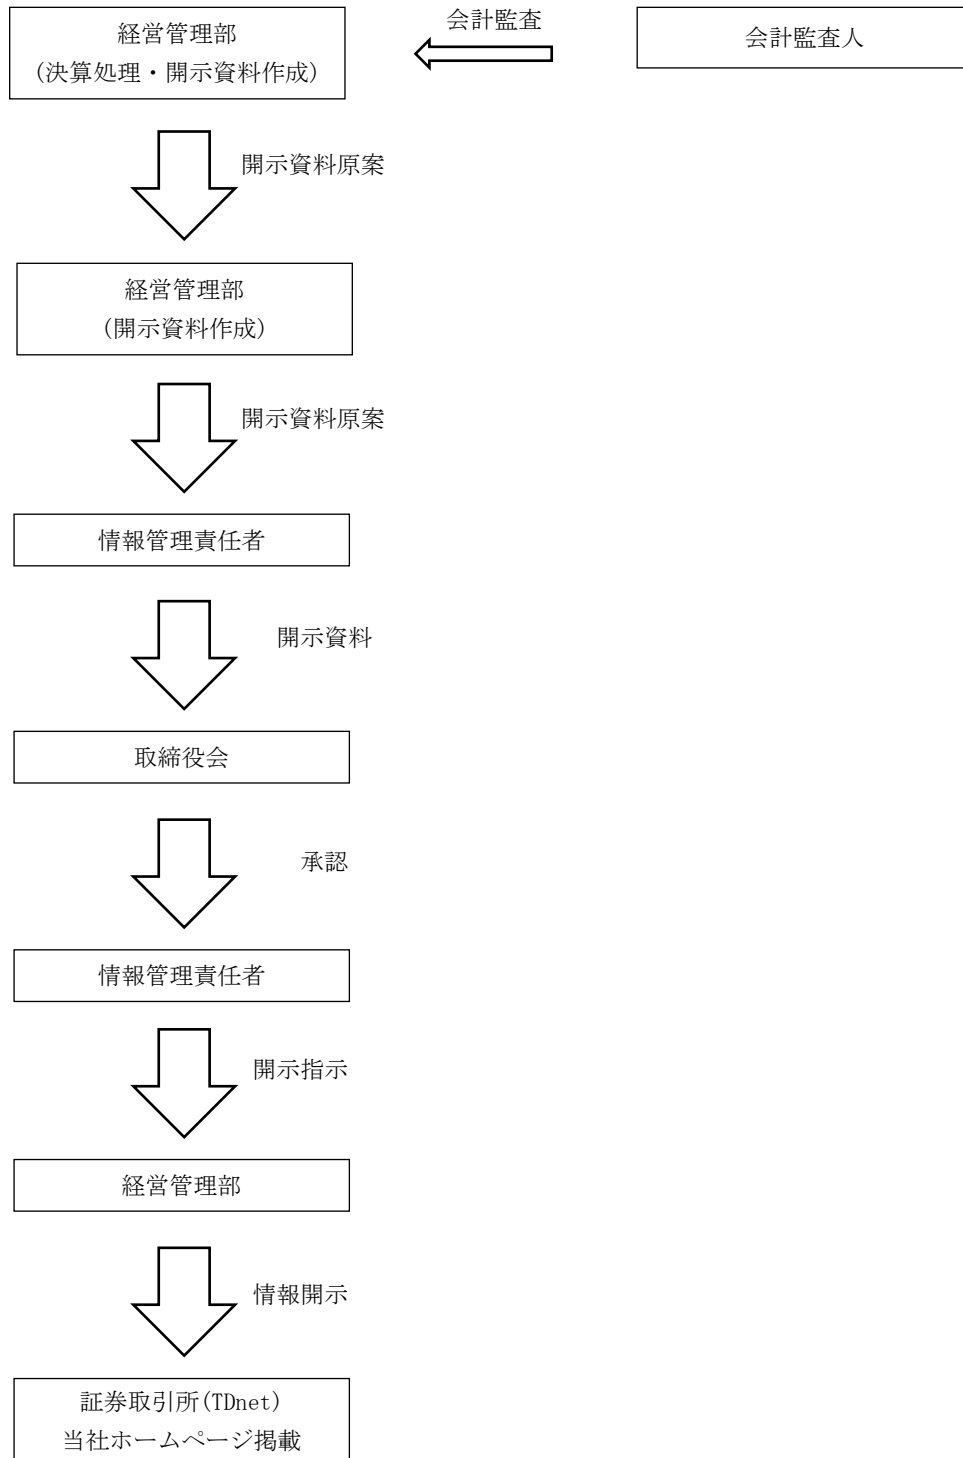 経営管理部
(決算処理・開示資料作成)
会計監査
会計監査人
開示資料原案
経営管理部
(開示資料作成)
開示資料原案
情報管理責任者
開示資料
取締役会
承認
情報管理責任者
開示指示
経営管理部
情報開示
証券取引所(TDnet)
当社ホームページ掲載